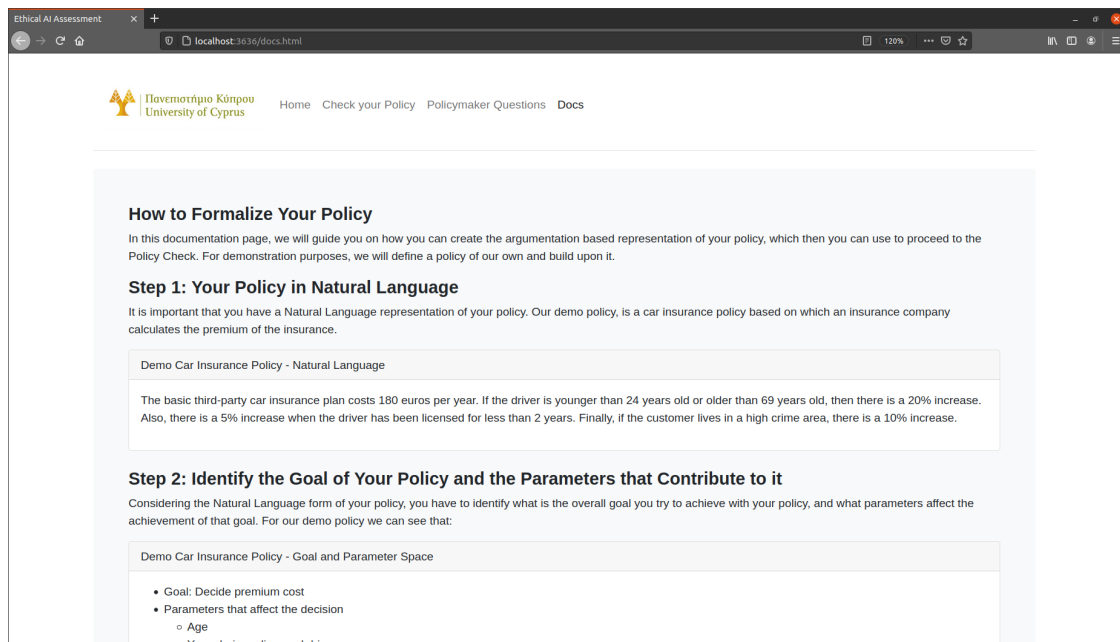 Ethical AI Assessment
localhost:3636/docs.html
120%
Πανεπιστήμιο Κύπρου
University of Cyprus
Home Check your Policy Policymaker Questions Docs
How to Formalize Your Policy
In this documentation page, we will guide you on how you can create the argumentation based representation of your policy, which then you can use to proceed to the
Policy Check. For demonstration purposes, we will define a policy of our own and build upon it.
Step 1: Your Policy in Natural Language
It is important that you have a Natural Language representation of your policy. Our demo policy, is a car insurance policy based on which an insurance company
calculates the premium of the insurance.
Demo Car Insurance Policy - Natural Language
The basic third-party car insurance plan costs 180 euros per year. If the driver is younger than 24 years old or older than 69 years old, then there is a 20% increase.
Also, there is a 5% increase when the driver has been licensed for less than 2 years. Finally, if the customer lives in a high crime area, there is a 10% increase.
Step 2: Identify the Goal of Your Policy and the Parameters that Contribute to it
Considering the Natural Language form of your policy, you have to identify what is the overall goal you try to achieve with your policy, and what parameters affect the
achievement of that goal. For our demo policy we can see that:
Demo Car Insurance Policy - Goal and Parameter Space
• Goal: Decide premium cost
• Parameters that affect the decision
○ Age